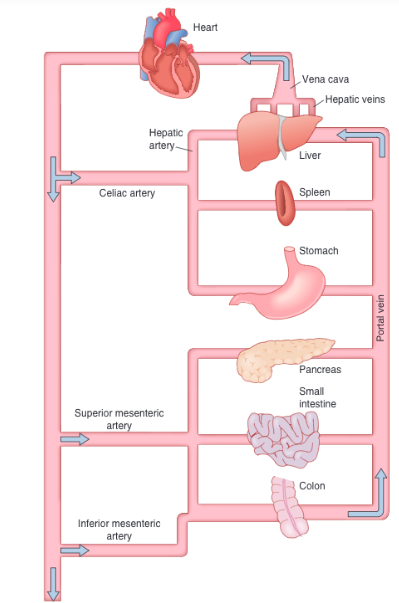 Heart
Vena cava
Hepatic veins
Hepatic
artery
Liver
Celiac artery
Spleen
Stomach
Portal vein
Pancreas
Small
intestine
Superior mesenteric
artery
Colon
Inferior mesenteric
artery